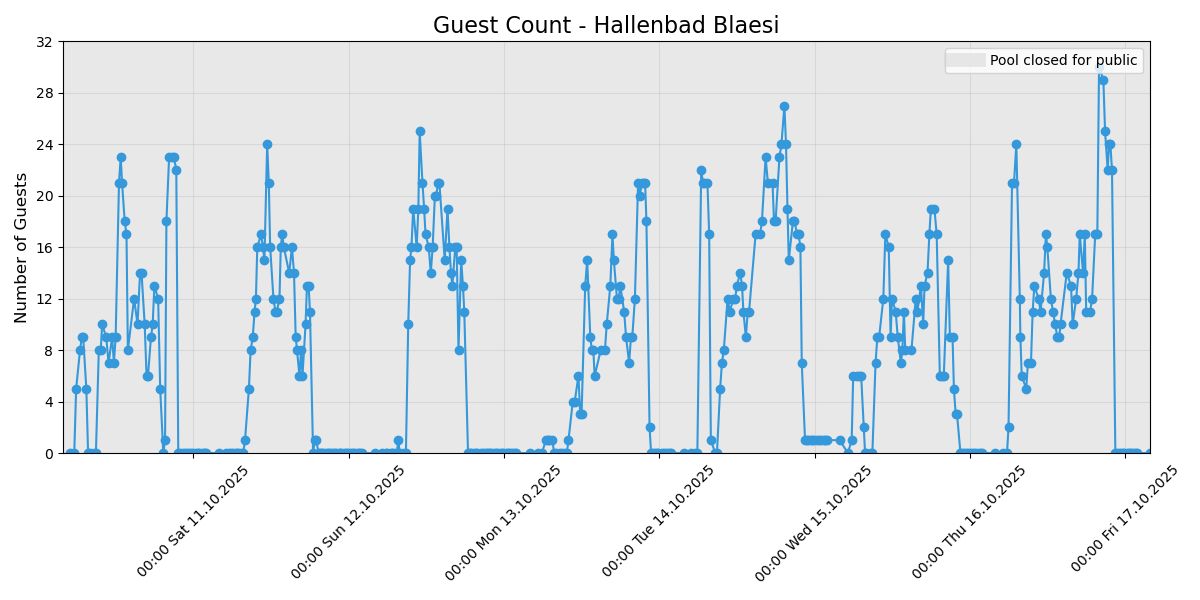 Guest Count - Hallenbad Blaesi
Pool closed for public
Number of Guests
32
28
24
20
16
12
8
4
0
00:00 Sat 11.10.2025
00:00 Sun 12.10.2025
00:00 Mon 13.10.2025
00:00 Tue 14.10.2025
00:00 Wed 15.10.2025
00:00 Thu 16.10.2025
00:00 Fri 17.10.2025